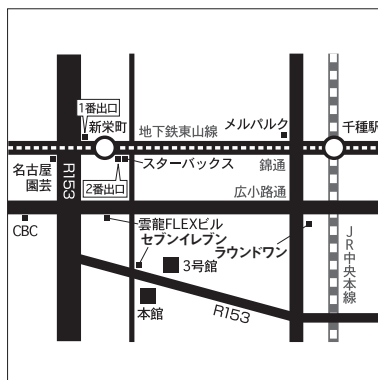 1番出口
新栄町
地下鉄東山線
メルパルク
千種駅
名古屋
園芸
R153
2番出口
スターバックス
錦通
広小路通
CBC
雲龍FLEXビル
セブンイレブン
ラウンドワン
3号館
本館
R153
JR中央本線